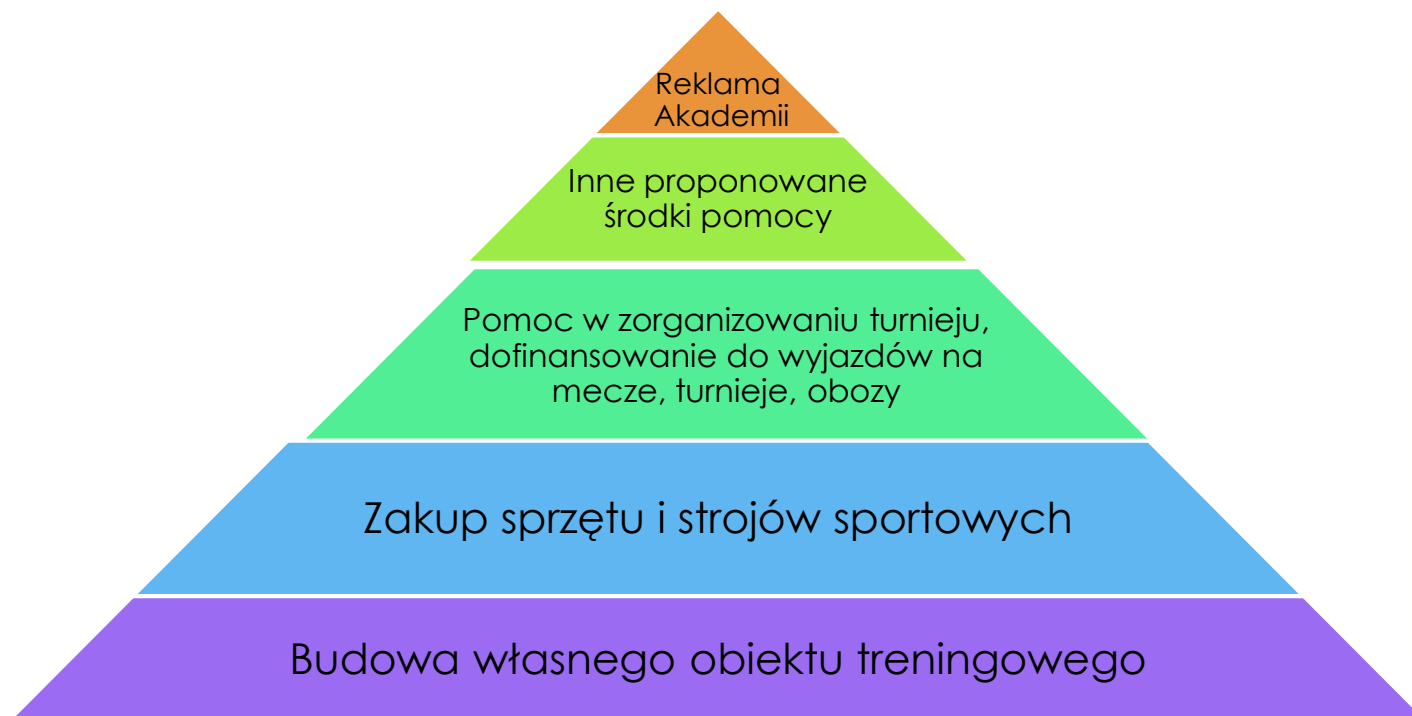 Reklama
Akademii
Inne proponowane
środki pomocy
Pomoc w zorganizowaniu turnieju,
dofinansowanie do wyjazdów na
mecze, turnieje, obozy
Zakup sprzętu i strojów sportowych
Budowa własnego obiektu treningowego